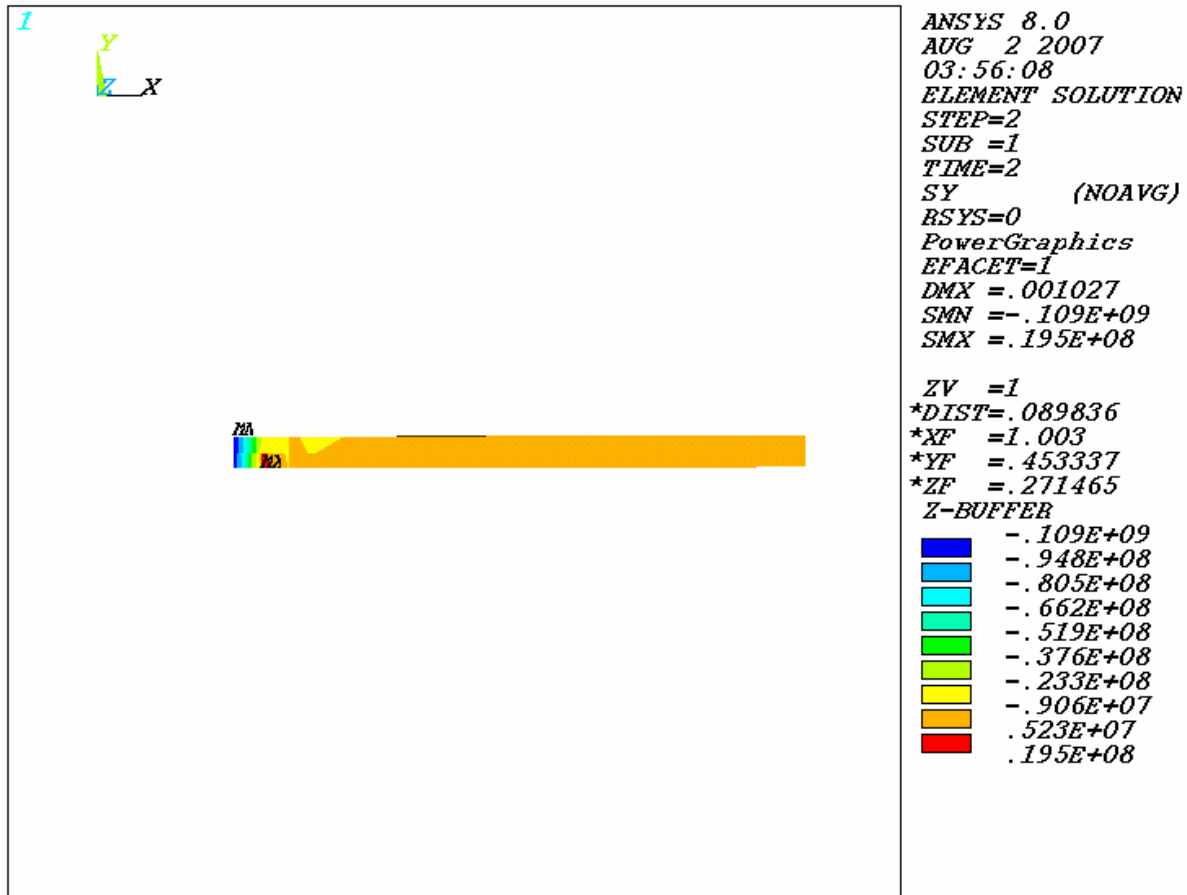 1
Y
Z X
MN
MX
ANSYS 8.0
AUG 2 2007
03:56:08
ELEMENT SOLUTION
STEP=2
SUB =1
TIME=2
SY (NOAVG)
RSYS=0
PowerGraphics
EFACET=1
DMX =.001027
SMN =-.109E+09
SMX =.195E+08
ZV =1
*DIST=.089836
*XF =1.003
*YF =.453337
*ZF =.271465
Z-BUFFER
-.109E+09
-.948E+08
-.805E+08
-.662E+08
-.519E+08
-.376E+08
-.233E+08
-.906E+07
.523E+07
.195E+08